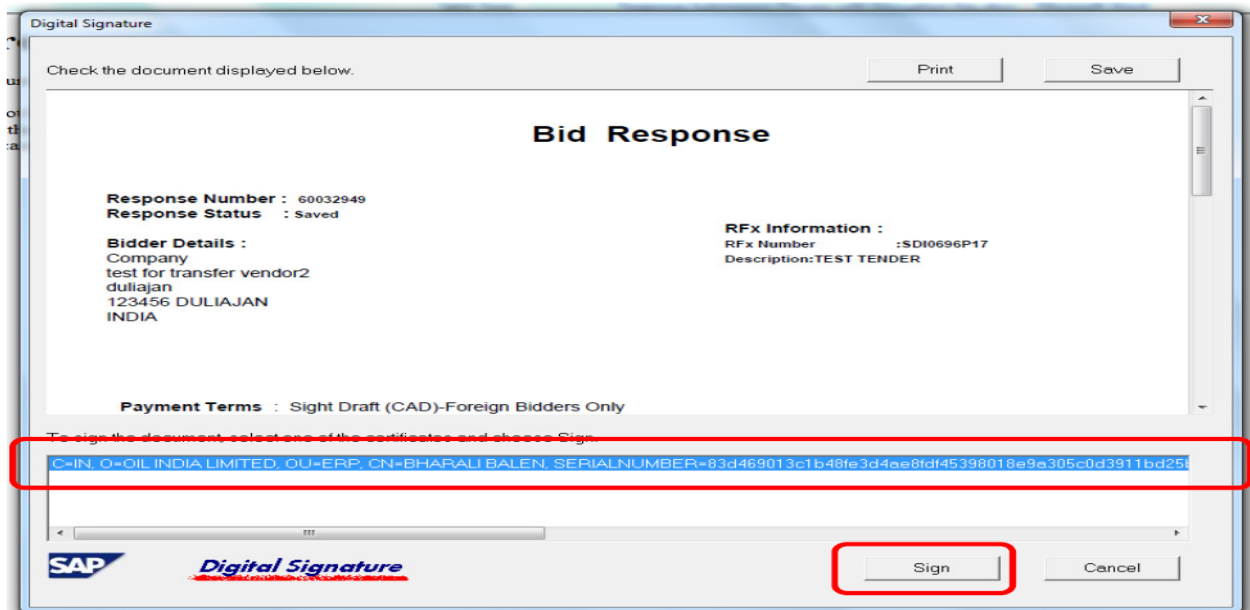 Digital Signature
Check the document displayed below.
Print
Save
Bid Response
Response Number : 60032949
Response Status : Saved
Bidder Details :
Company
test for transfer vendor2
duliajan
123456 DULIAJAN
INDIA
RFx Information :
RFx Number :SDI0696P17
Description:TEST TENDER
Payment Terms : Sight Draft (CAD)-Foreign Bidders Only
To sign the document, select one of the certificates and choose Sign
C=IN, O=OIL INDIA LIMITED, OU=ERP, CN=BHARALI BALEN, SERIALNUMBER=83d469013c1b48fe3d4ae8fdf45398018e9a305c0d3911bd25
SAP
Digital Signature
Sign
Cancel